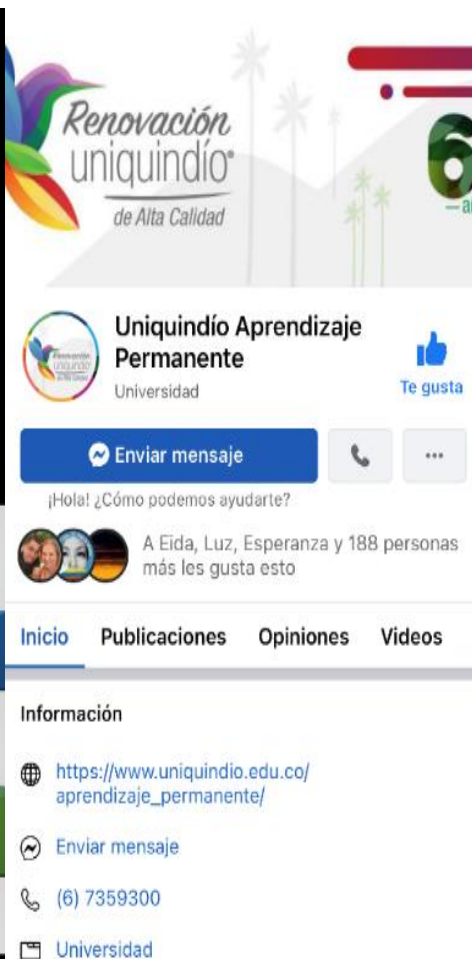 Renovación
uniquindío®
de Alta Calidad
6
Uniquindío Aprendizaje
Permanente
Universidad
Te gusta
Enviar mensaje
¡Hola! ¿Cómo podemos ayudarte?
A Eida, Luz, Esperanza y 188 personas
más les gusta esto
Inicio Publicaciones Opiniones Videos
Información
https://www.uniquindio.edu.co/
aprendizaje_permanente/
Enviar mensaje
(6) 7359300
Universidad